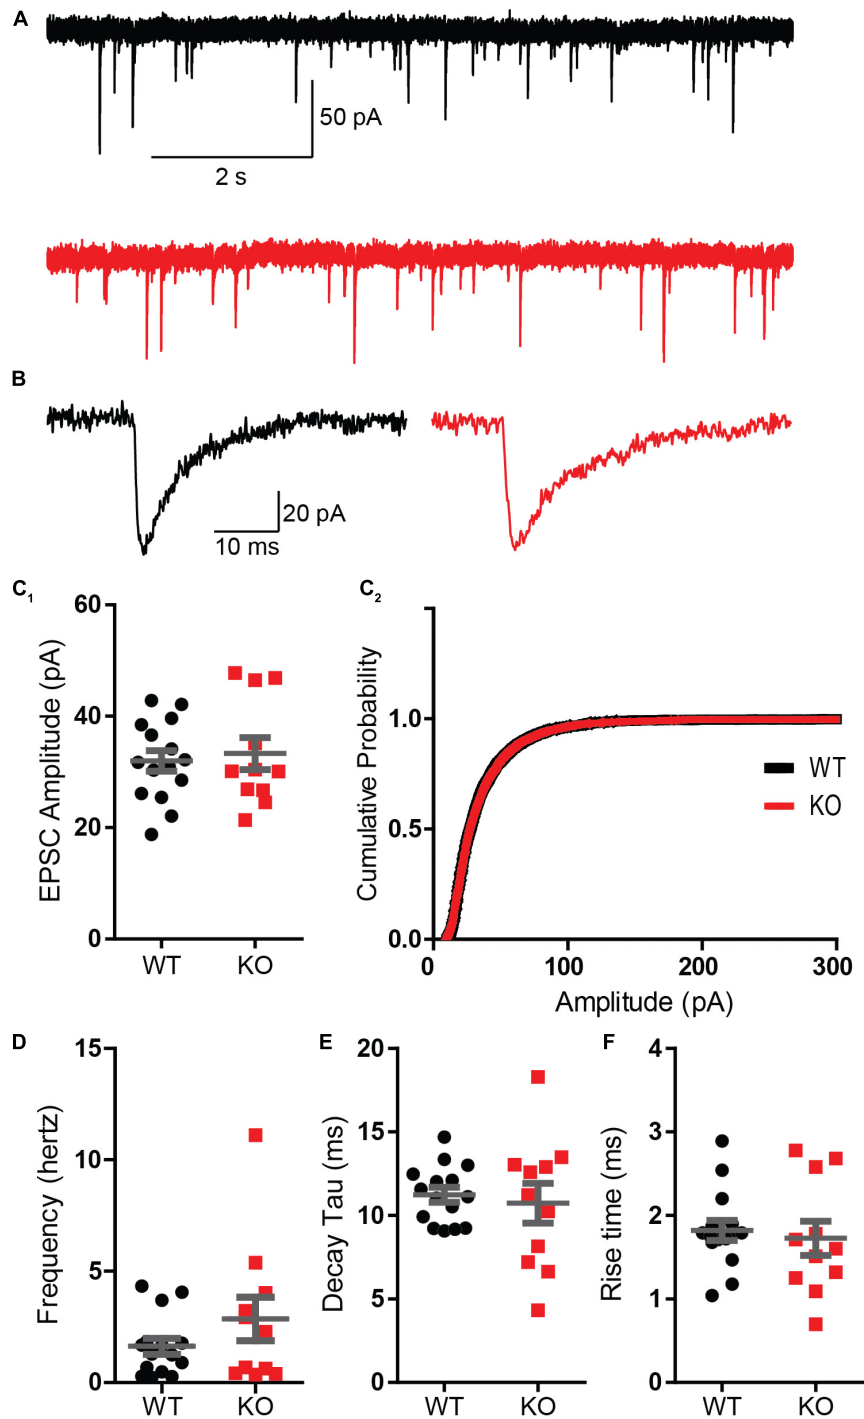 A
50 pA
2 s
B
20 pA
10 ms
C1
60
40
20
0
EPSC Amplitude (pA)
WT
KO
C2
1.0
0.5
0.0
Cumulative Probability
WT
KO
0
100
200
300
Amplitude (pA)
D
15
10
5
0
Frequency (hertz)
WT
KO
E
20
15
10
5
0
Decay Tau (ms)
WT
KO
F
4
3
2
1
0
Rise time (ms)
WT
KO